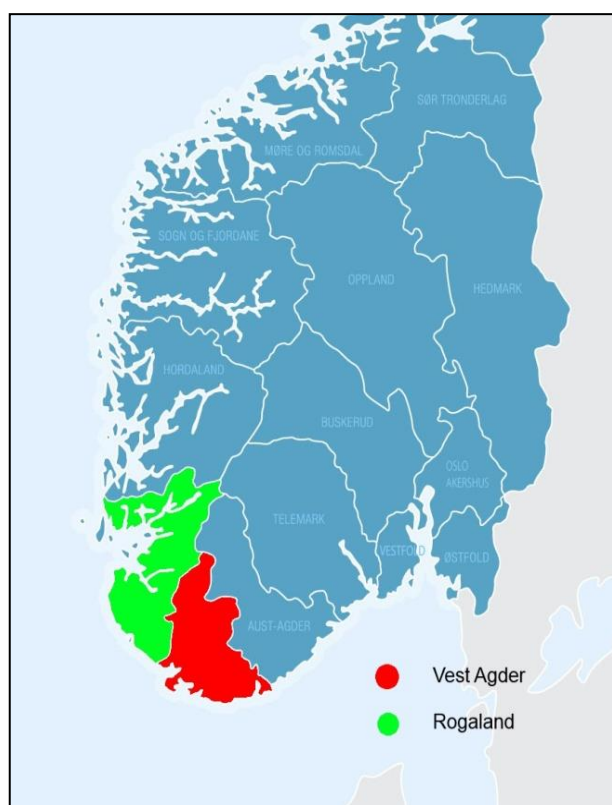 SØR TRONDERLAG
MØRE OG ROMSDAL
SOGN OG FJORDANE
OPPLAND
HEDMARK
HORDALAND
BUSKERUD
OSLO
AKERSHUS
TELEMARK
VESTFOLD
ØSTFOLD
AUST-AGDER
Vest Agder
Rogaland